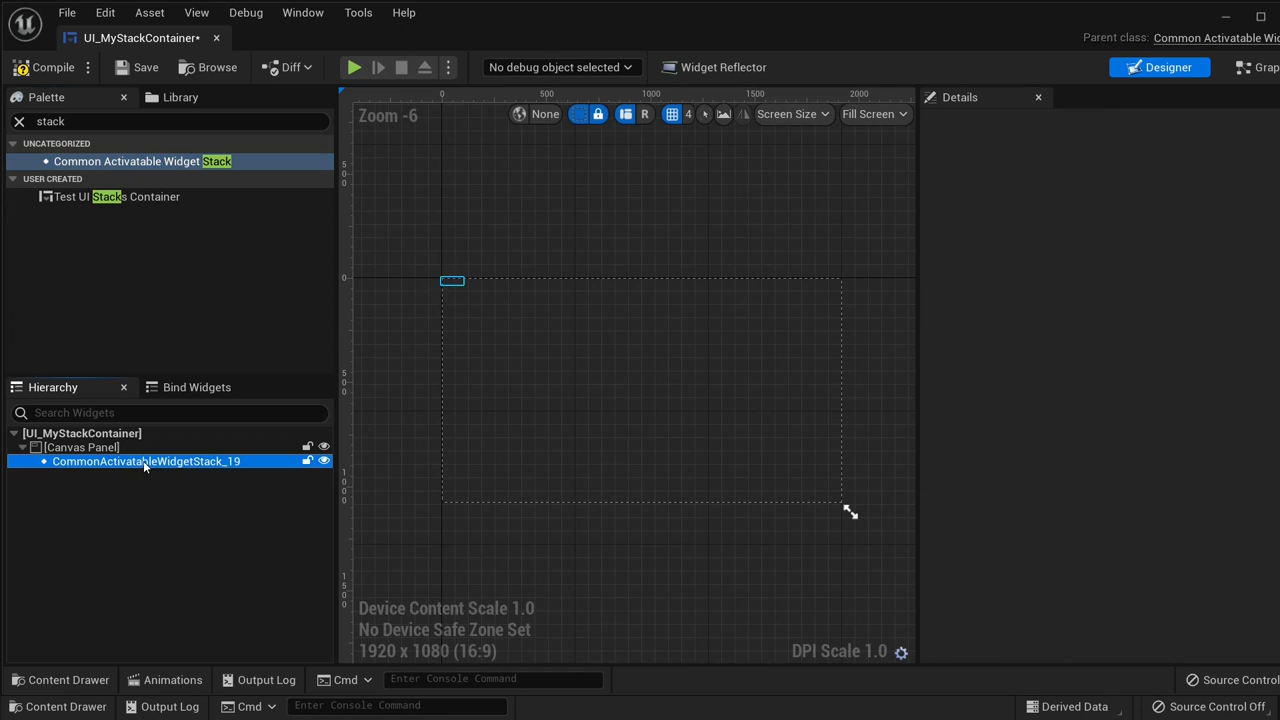 File Edit Asset View Debug Window Tools Help
UI_MyStackContainer*
Parent class: Common Activatable Wid
Compile Save Browse Diff No debug object selected Widget Reflector Designer Grap
Palette Library Details
stack
Zoom -6
0 500 1000 1500 2000
None R 4 Screen Size Fill Screen
UNCATEGORIZED
Common Activatable Widget Stack
USER CREATED
Test UI Stacks Container
500
0
500
1000
1500
Hierarchy Bind Widgets
Search Widgets
[UI_MyStackContainer]
[Canvas Panel]
CommonActivatableWidgetStack_19
Device Content Scale 1.0
No Device Safe Zone Set
1920 x 1080 (16:9)
DPI Scale 1.0
Content Drawer Animations Output Log Cmd Enter Console Command Source Control
Content Drawer Output Log Cmd Enter Console Command Derived Data Source Control Off